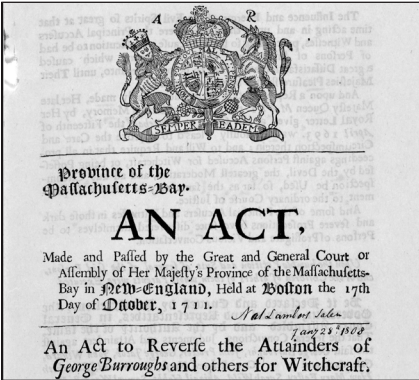 A R
SEMPER EADEM
Province of the
Massachusetts-Bay.
AN ACT,
Made and Passed by the Great and General Court or
Assembly of Her Majesty's Province of the Massachusetts-
Bay in New-England, Held at Boston the 17th
Day of October, 1711.
Nat Lambert Salem
Jany 28th 1808
An Act to Reverse the Attainders of
George Burroughs and others for Witchcraft.